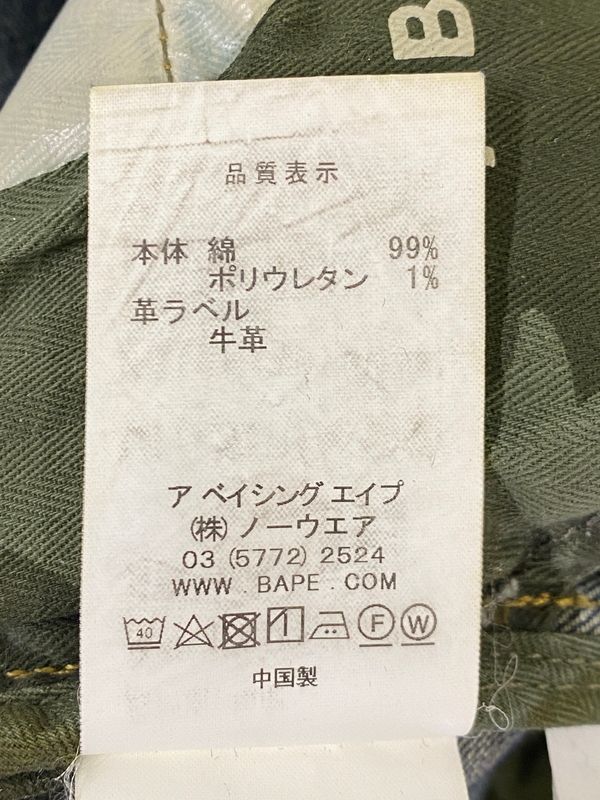 B
品質表示
本体 綿 99%
ポリウレタン 1%
革ラベル
牛革
ア ベイシング エイプ
(株) ノーウエア
03 (5772) 2524
WWW . BAPE . COM
40 F W
中国製